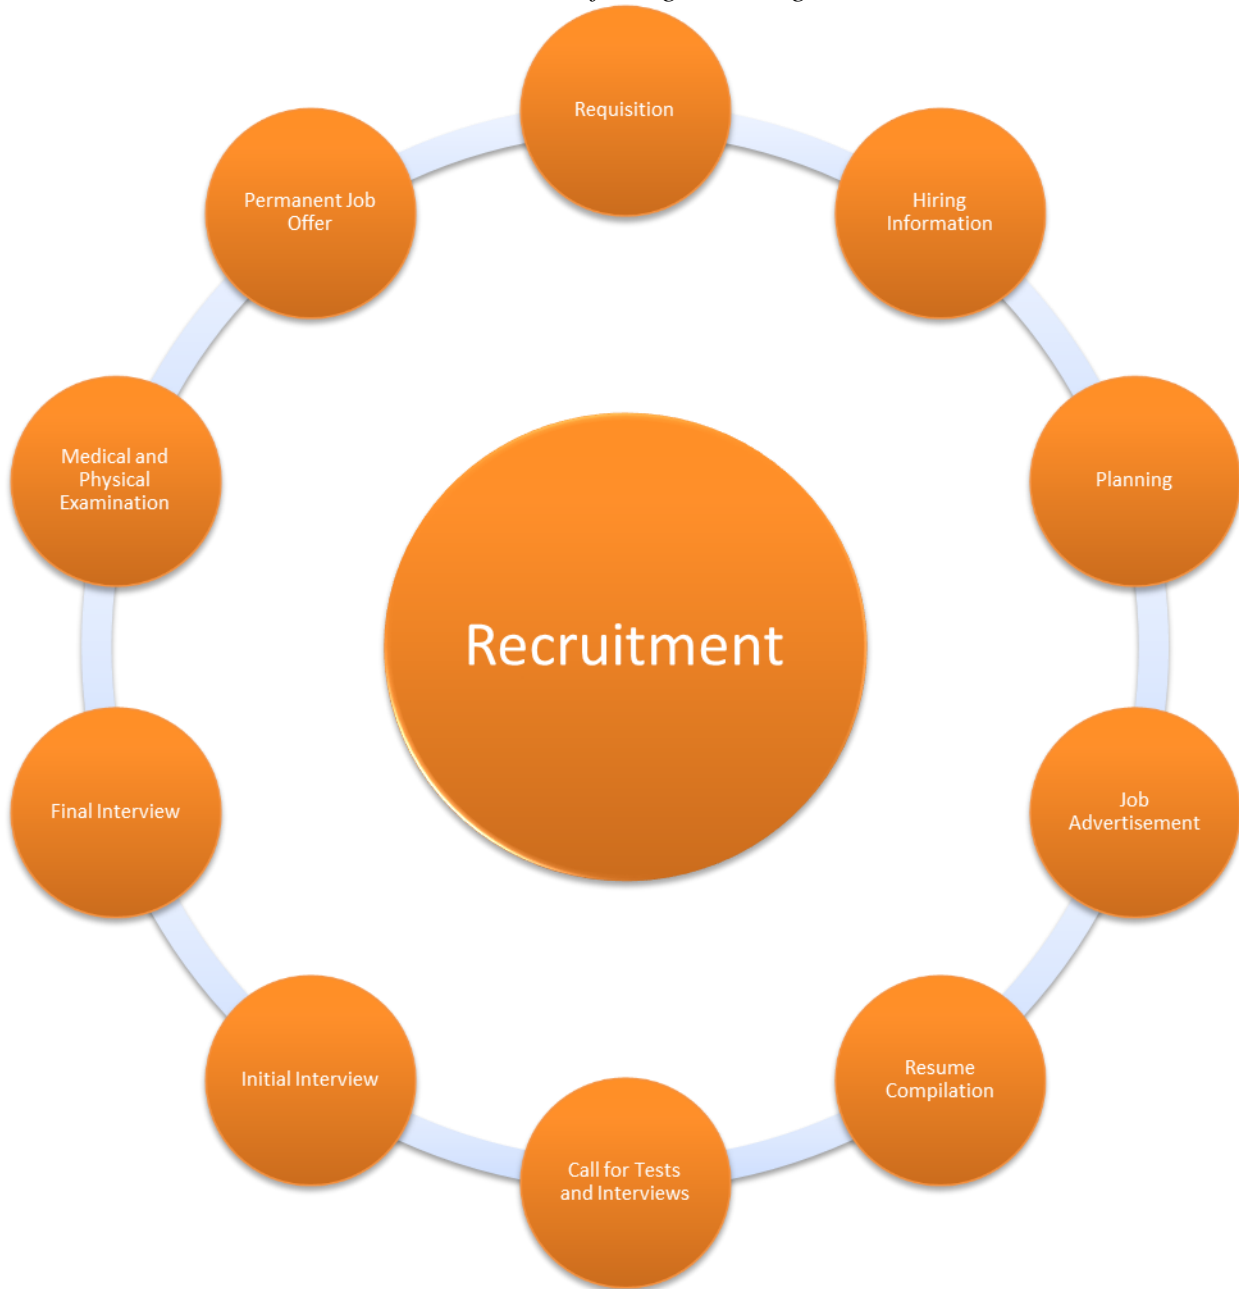 Requisition
Hiring
Information
Planning
Job
Advertisement
Resume
Compilation
Call for Tests
and Interviews
Initial Interview
Final Interview
Medical and
Physical
Examination
Permanent Job
Offer
Recruitment